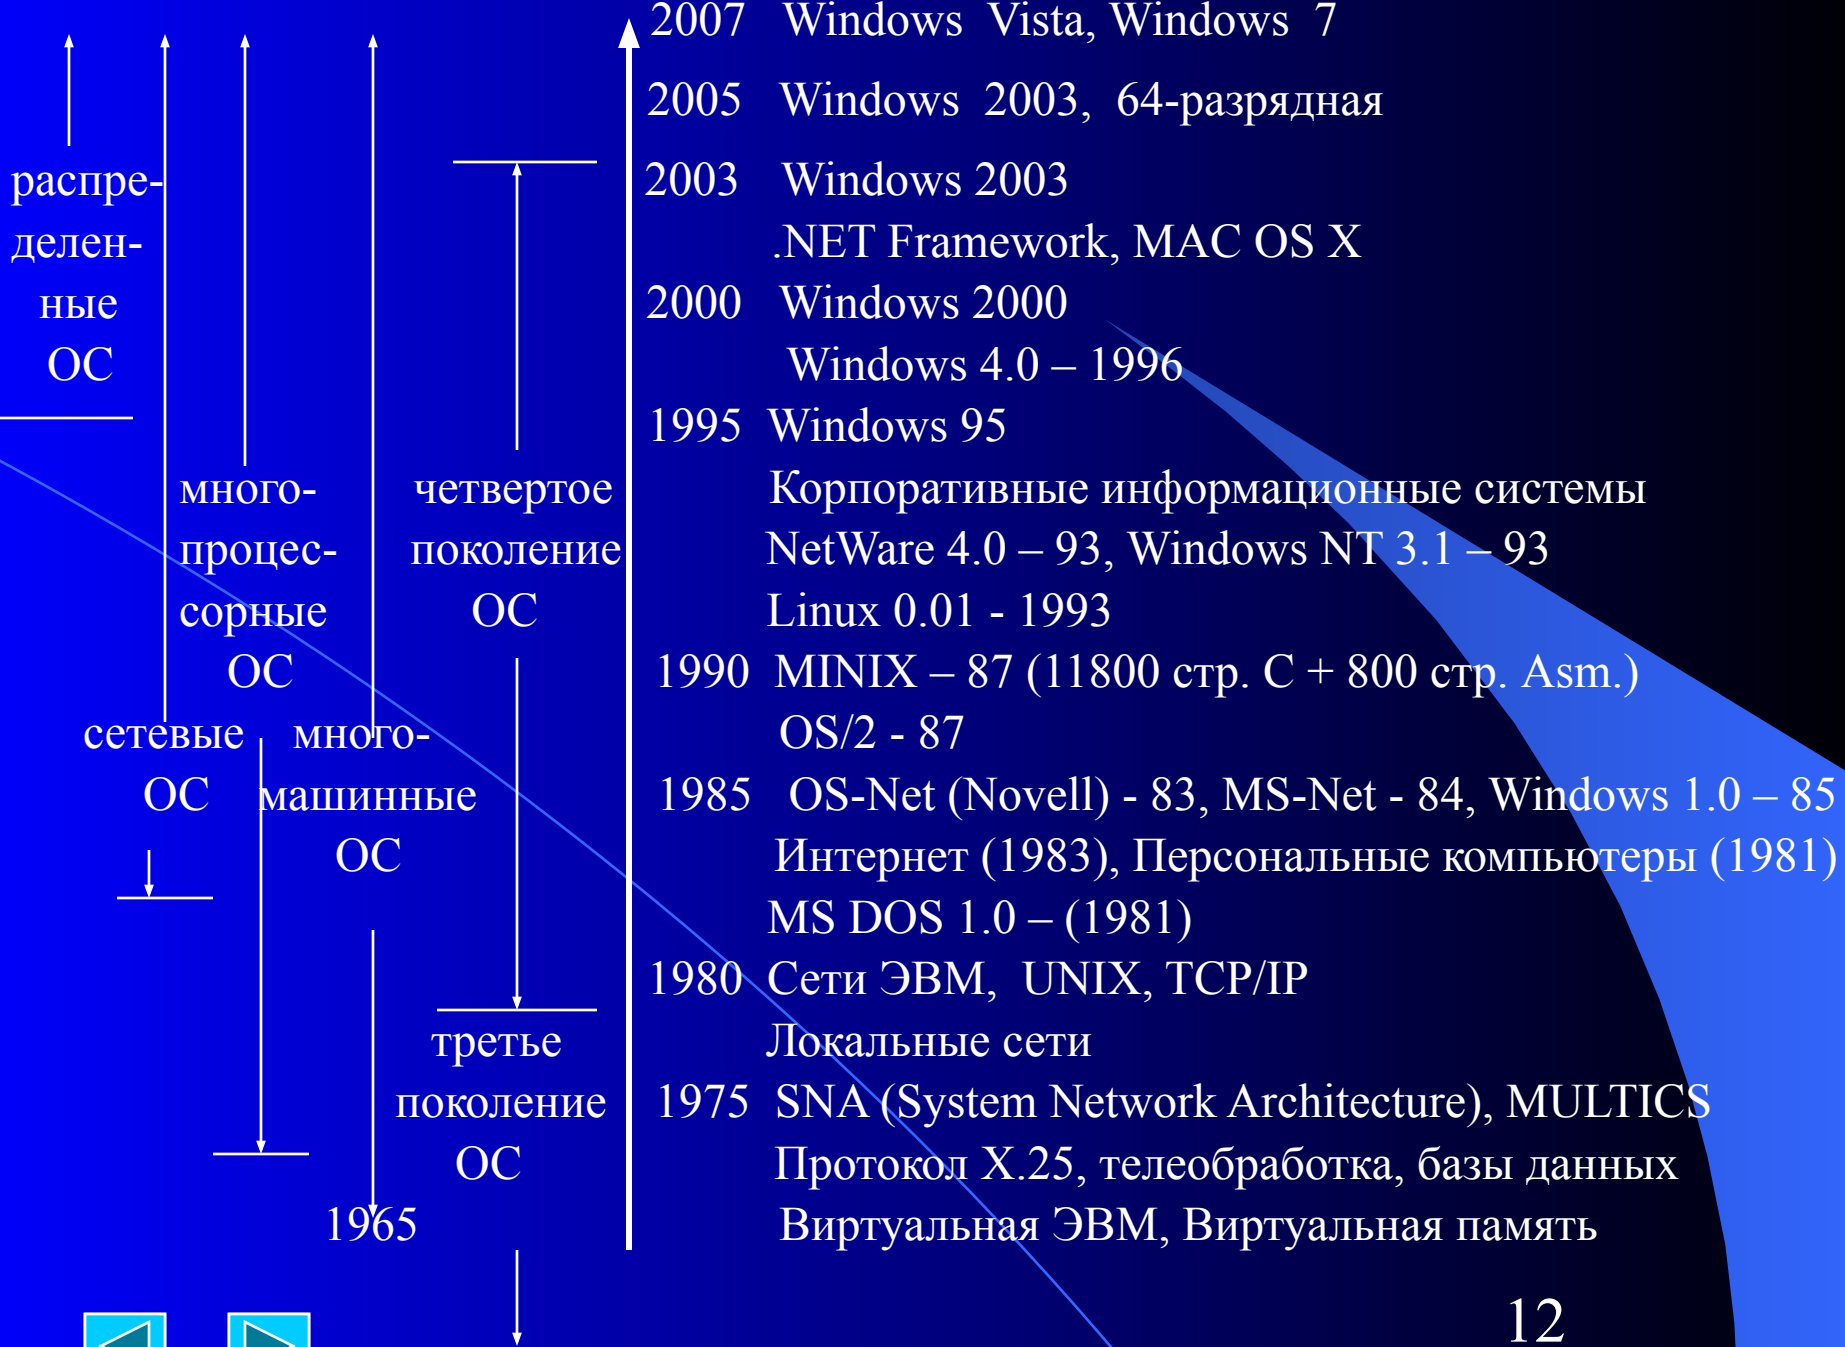 2007 Windows Vista, Windows 7
2005 Windows 2003, 64-разрядная
2003 Windows 2003
.NET Framework, MAC OS X
2000 Windows 2000
Windows 4.0 – 1996
1995 Windows 95
Корпоративные информационные системы
NetWare 4.0 – 93, Windows NT 3.1 – 93
Linux 0.01 - 1993
1990 MINIX – 87 (11800 стр. С + 800 стр. Asm.)
OS/2 - 87
1985 OS-Net (Novell) - 83, MS-Net - 84, Windows 1.0 – 85
Интернет (1983), Персональные компьютеры (1981)
MS DOS 1.0 – (1981)
1980 Сети ЭВМ, UNIX, TCP/IP
Локальные сети
1975 SNA (System Network Architecture), MULTICS
Протокол X.25, телеобработка, базы данных
Виртуальная ЭВМ, Виртуальная память
распре-
делен-
ные
ОС
много-
процес-
сорные
ОС
четвертое
поколение
ОС
сетевые
ОС
много-
машинные
ОС
третье
поколение
ОС
1965
12